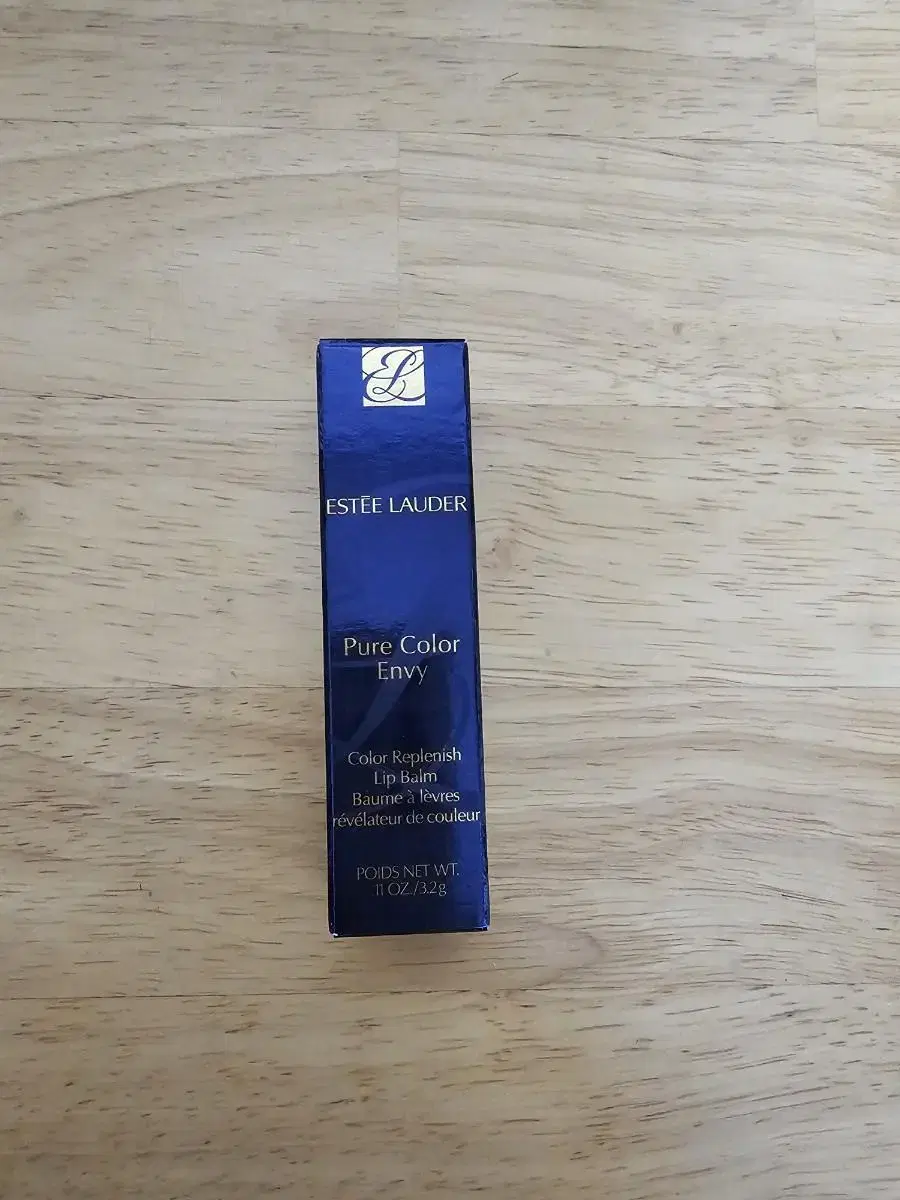 EL
ESTĒE LAUDER
Pure Color
Envy
Color Replenish
Lip Balm
Baume à lèvres
révélateur de couleur
POIDS NET WT.
11 OZ./3.2g